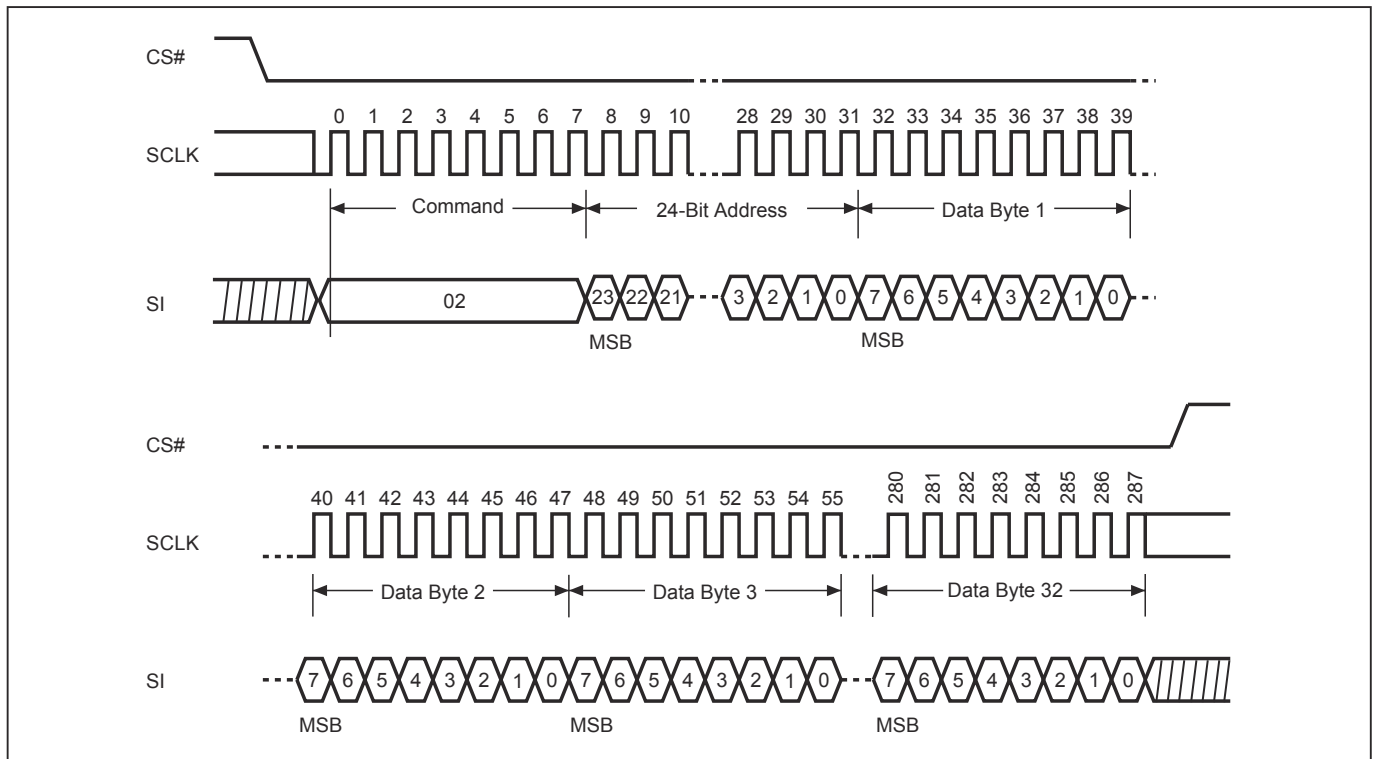 CS#
0 1 2 3 4 5 6 7 8 9 10 28 29 30 31 32 33 34 35 36 37 38 39
SCLK
Command 24-Bit Address Data Byte 1
SI 02 23 22 21 3 2 1 0 7 6 5 4 3 2 1 0
MSB MSB
CS#
40 41 42 43 44 45 46 47 48 49 50 51 52 53 54 55 280 281 282 283 284 285 286 287
SCLK
Data Byte 2 Data Byte 3 Data Byte 32
SI 7 6 5 4 3 2 1 0 7 6 5 4 3 2 1 0 7 6 5 4 3 2 1 0
MSB MSB MSB